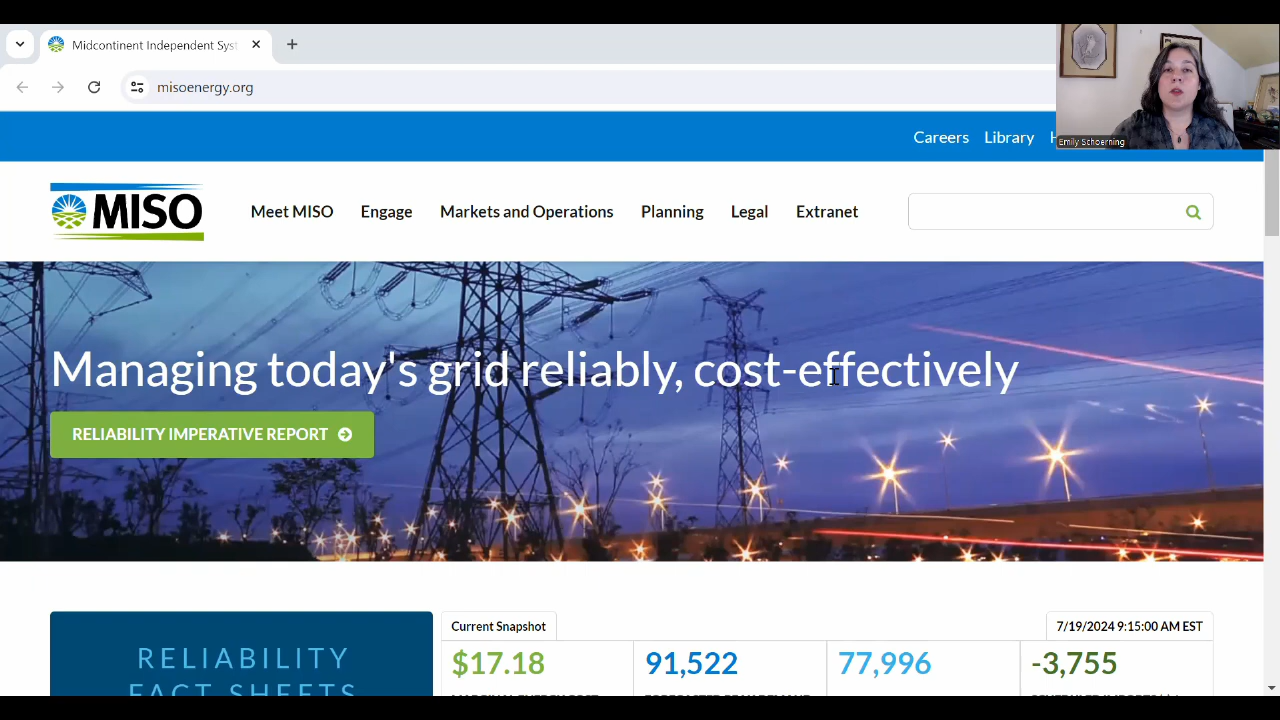 Midcontinent Independent Syst
misoenergy.org
Emily Schoerning
Careers Library H
MISO
Meet MISO Engage Markets and Operations Planning Legal Extranet
Managing today's grid reliably, cost-effectively
RELIABILITY IMPERATIVE REPORT
RELIABILITY
FACT SHEETS
Current Snapshot
7/19/2024 9:15:00 AM EST
$17.18 91,522 77,996 -3,755